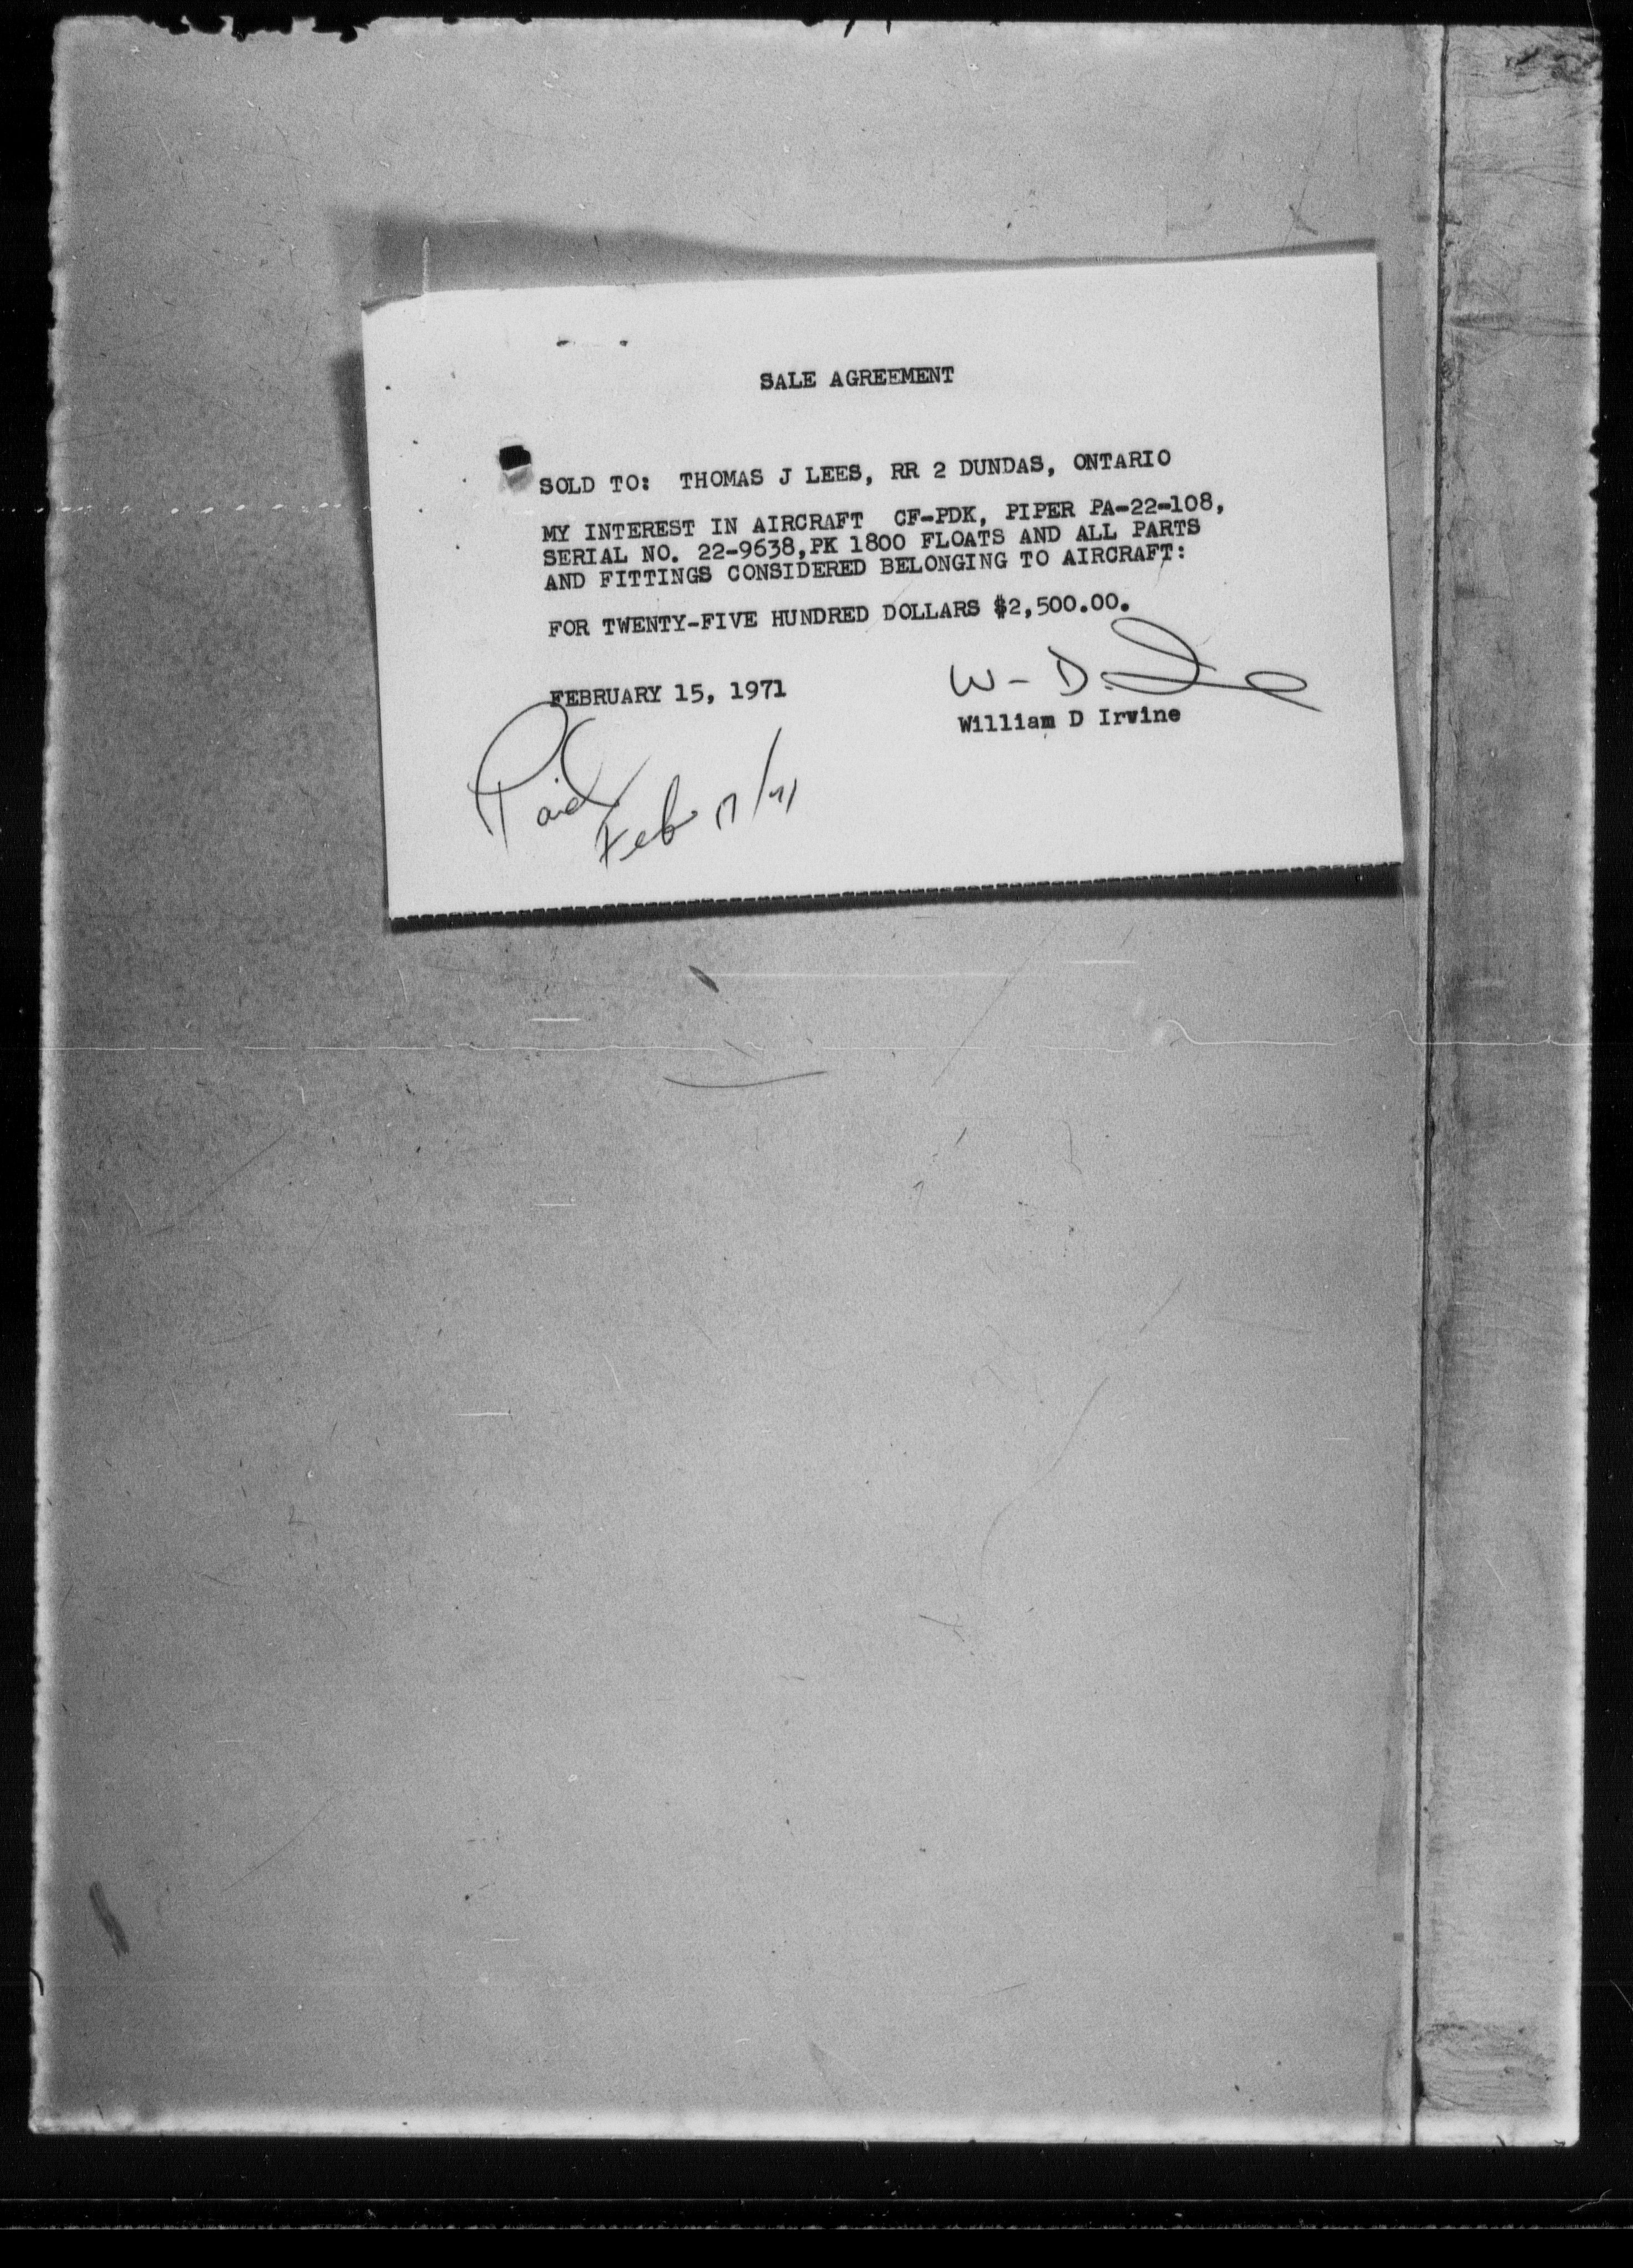 SALE AGREEMENT
SOLD TO: THOMAS J LEES, RR 2 DUNDAS, ONTARIO
MY INTEREST IN AIRCRAFT CF-PDK, PIPER PA-22-108,
SERIAL NO. 22-9638,PK 1800 FLOATS AND ALL PARTS
AND FITTINGS CONSIDERED BELONGING TO AIRCRAFT:
FOR TWENTY-FIVE HUNDRED DOLLARS $2,500.00.
FEBRUARY 15, 1971
W-D.
William D Irvine
Paid
Feb 17/71